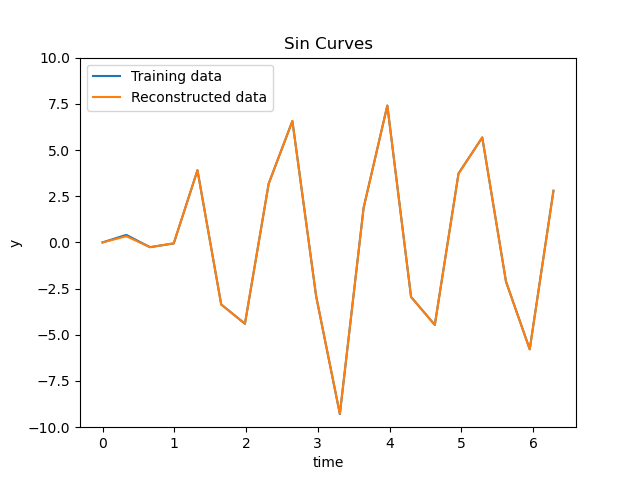 Sin Curves
Training data
Reconstructed data
10.0
7.5
5.0
2.5
0.0
−2.5
−5.0
−7.5
−10.0
y
0 1 2 3 4 5 6
time